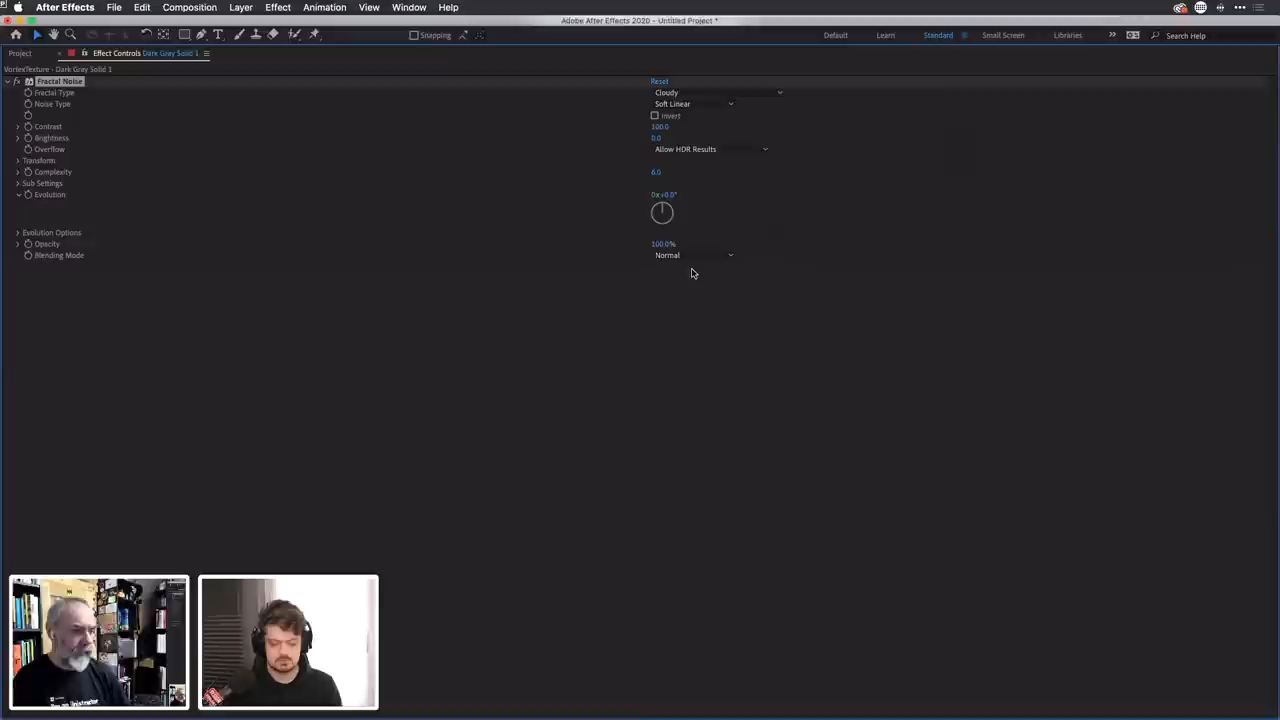 After Effects File Edit Composition Layer Effect Animation View Window Help
Adobe After Effects 2020 - Untitled Project *
Snapping Default Learn Standard Small Screen Libraries Search Help
Project Effect Controls Dark Gray Solid 1
VortexTexture - Dark Gray Solid 1
fx Fractal Noise Reset
Fractal Type Cloudy
Noise Type Soft Linear
Invert
Contrast 100.0
Brightness 0.0
Overflow Allow HDR Results
Transform
Complexity 6.0
Sub Settings
Evolution 0x+0.0°
Evolution Options
Opacity 100.0%
Blending Mode Normal